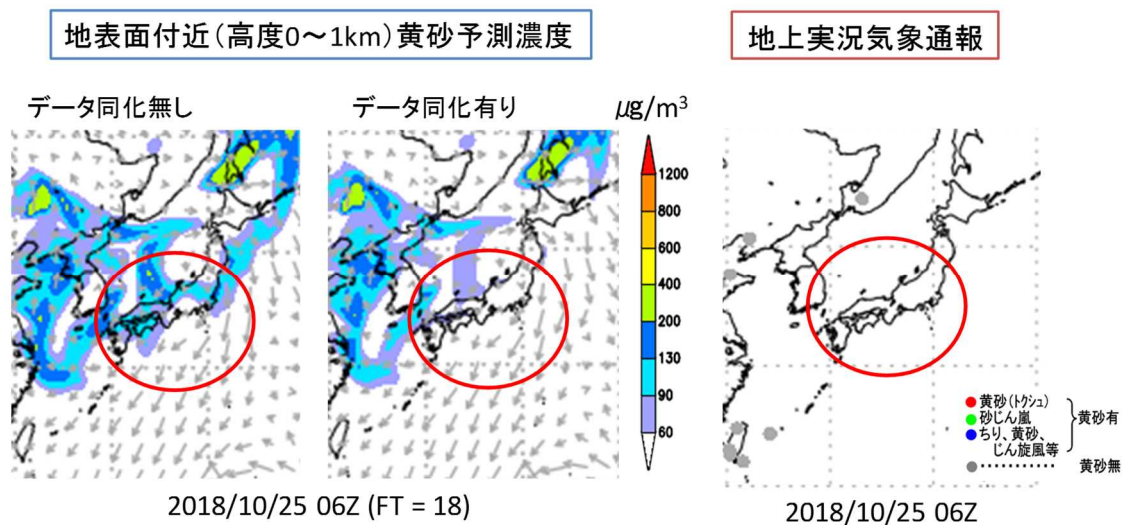 地表面付近（高度0～1km）黄砂予測濃度
地上実況気象通報
データ同化無し
データ同化有り
μg/m³
1200
800
600
400
200
130
90
60
黄砂（トクシュ）
砂じん嵐
ちり、黄砂、
じん旋風等
黄砂有
黄砂無
2018/10/25 06Z (FT = 18)
2018/10/25 06Z